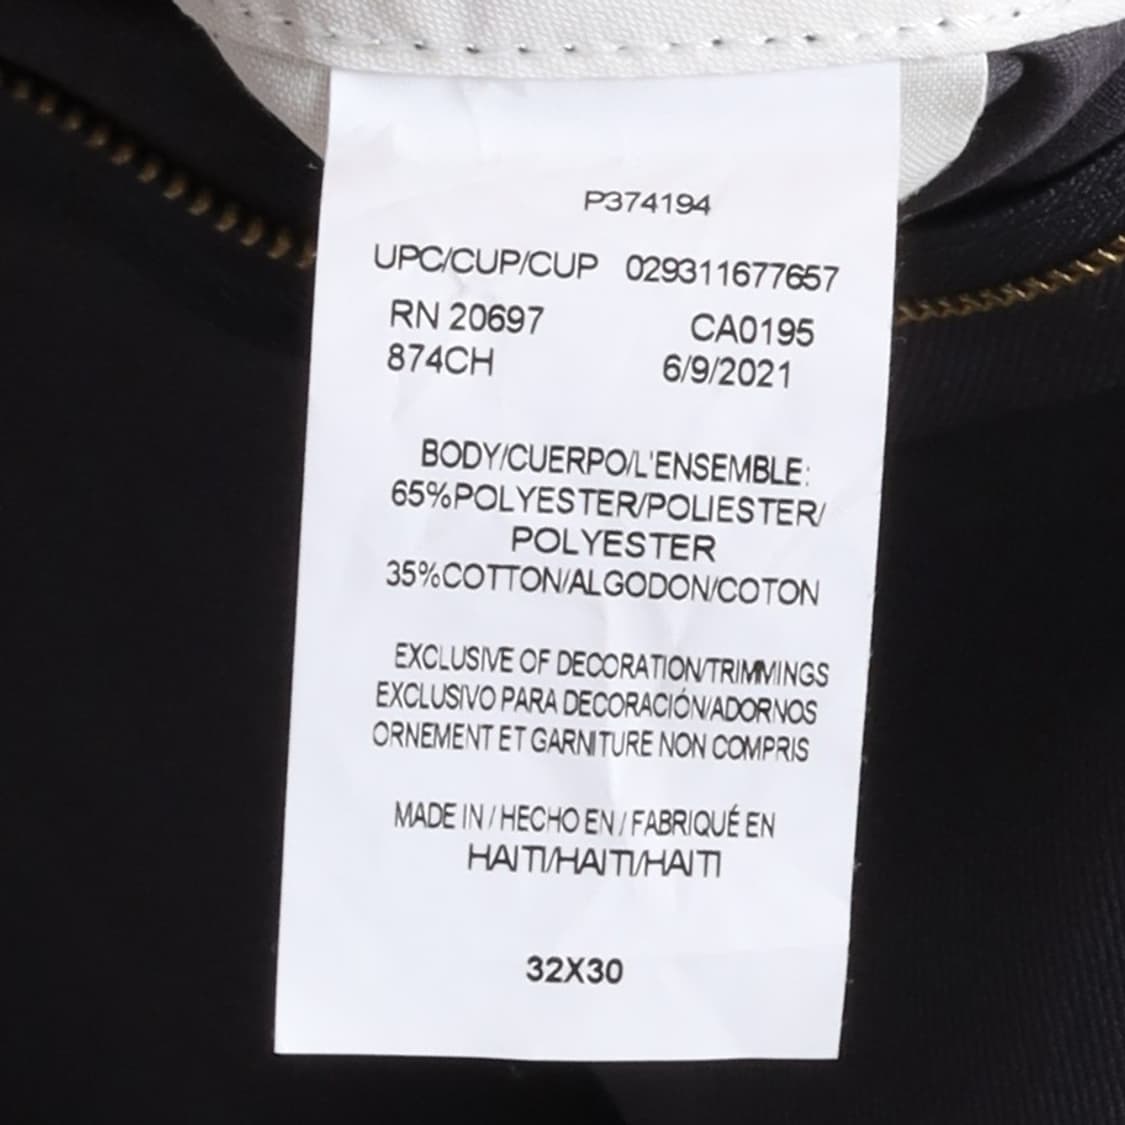 P374194
UPC/CUP/CUP 029311677657
RN 20697 CA0195
874CH 6/9/2021
BODY/CUERPO/L'ENSEMBLE:
65%POLYESTER/POLIESTER/
POLYESTER
35%COTTON/ALGODON/COTON
EXCLUSIVE OF DECORATION/TRIMMINGS
EXCLUSIVO PARA DECORACIÓN/ADORNOS
ORNEMENT ET GARNITURE NON COMPRIS
MADE IN / HECHO EN / FABRIQUÉ EN
HAITI/HAITI/HAITI
32X30